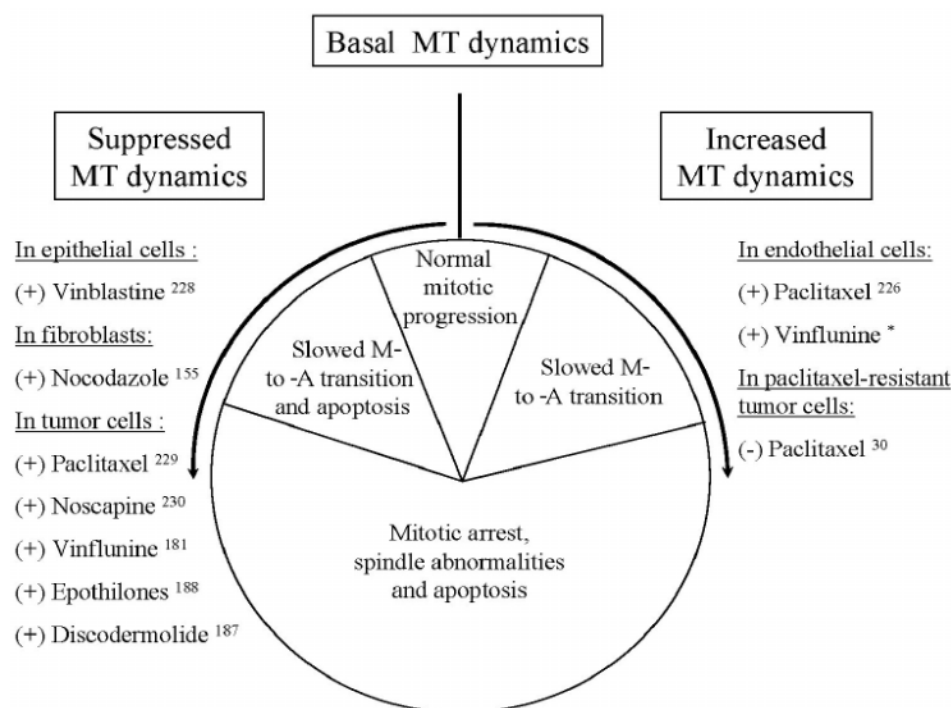 Basal MT dynamics
Suppressed
MT dynamics
Increased
MT dynamics
In epithelial cells :
(+) Vinblastine 228
In fibroblasts:
(+) Nocodazole 155
In tumor cells :
(+) Paclitaxel 229
(+) Noscapine 230
(+) Vinflunine 181
(+) Epothilones 188
(+) Discodermolide 187
Normal
mitotic
progression
Slowed M-
to -A transition
and apoptosis
Slowed M-
to -A transition
Mitotic arrest,
spindle abnormalities
and apoptosis
In endothelial cells:
(+) Paclitaxel 226
(+) Vinflunine *
In paclitaxel-resistant
tumor cells:
(-) Paclitaxel 30